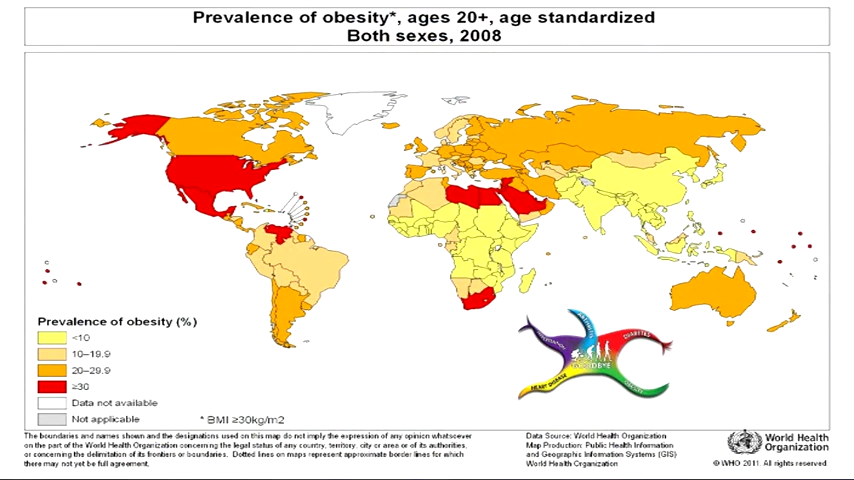 Prevalence of obesity*, ages 20+, age standardized
Both sexes, 2008
Prevalence of obesity (%)
<10
10–19.9
20–29.9
≥30
Data not available
Not applicable
* BMI ≥30kg/m2
DIABETES
HEART DISEASE
The boundaries and names shown and the designations used on this map do not imply the expression of any opinion whatsoever
on the part of the World Health Organization concerning the legal status of any country, territory, city or area or of its authorities,
or concerning the delimitation of its frontiers or boundaries. Dotted lines on maps represent approximate border lines for which
there may not yet be full agreement.
Data Source: World Health Organization
Map Production: Public Health Information
and Geographic Information Systems (GIS)
World Health Organization
World Health
Organization
© WHO 2011. All rights reserved.